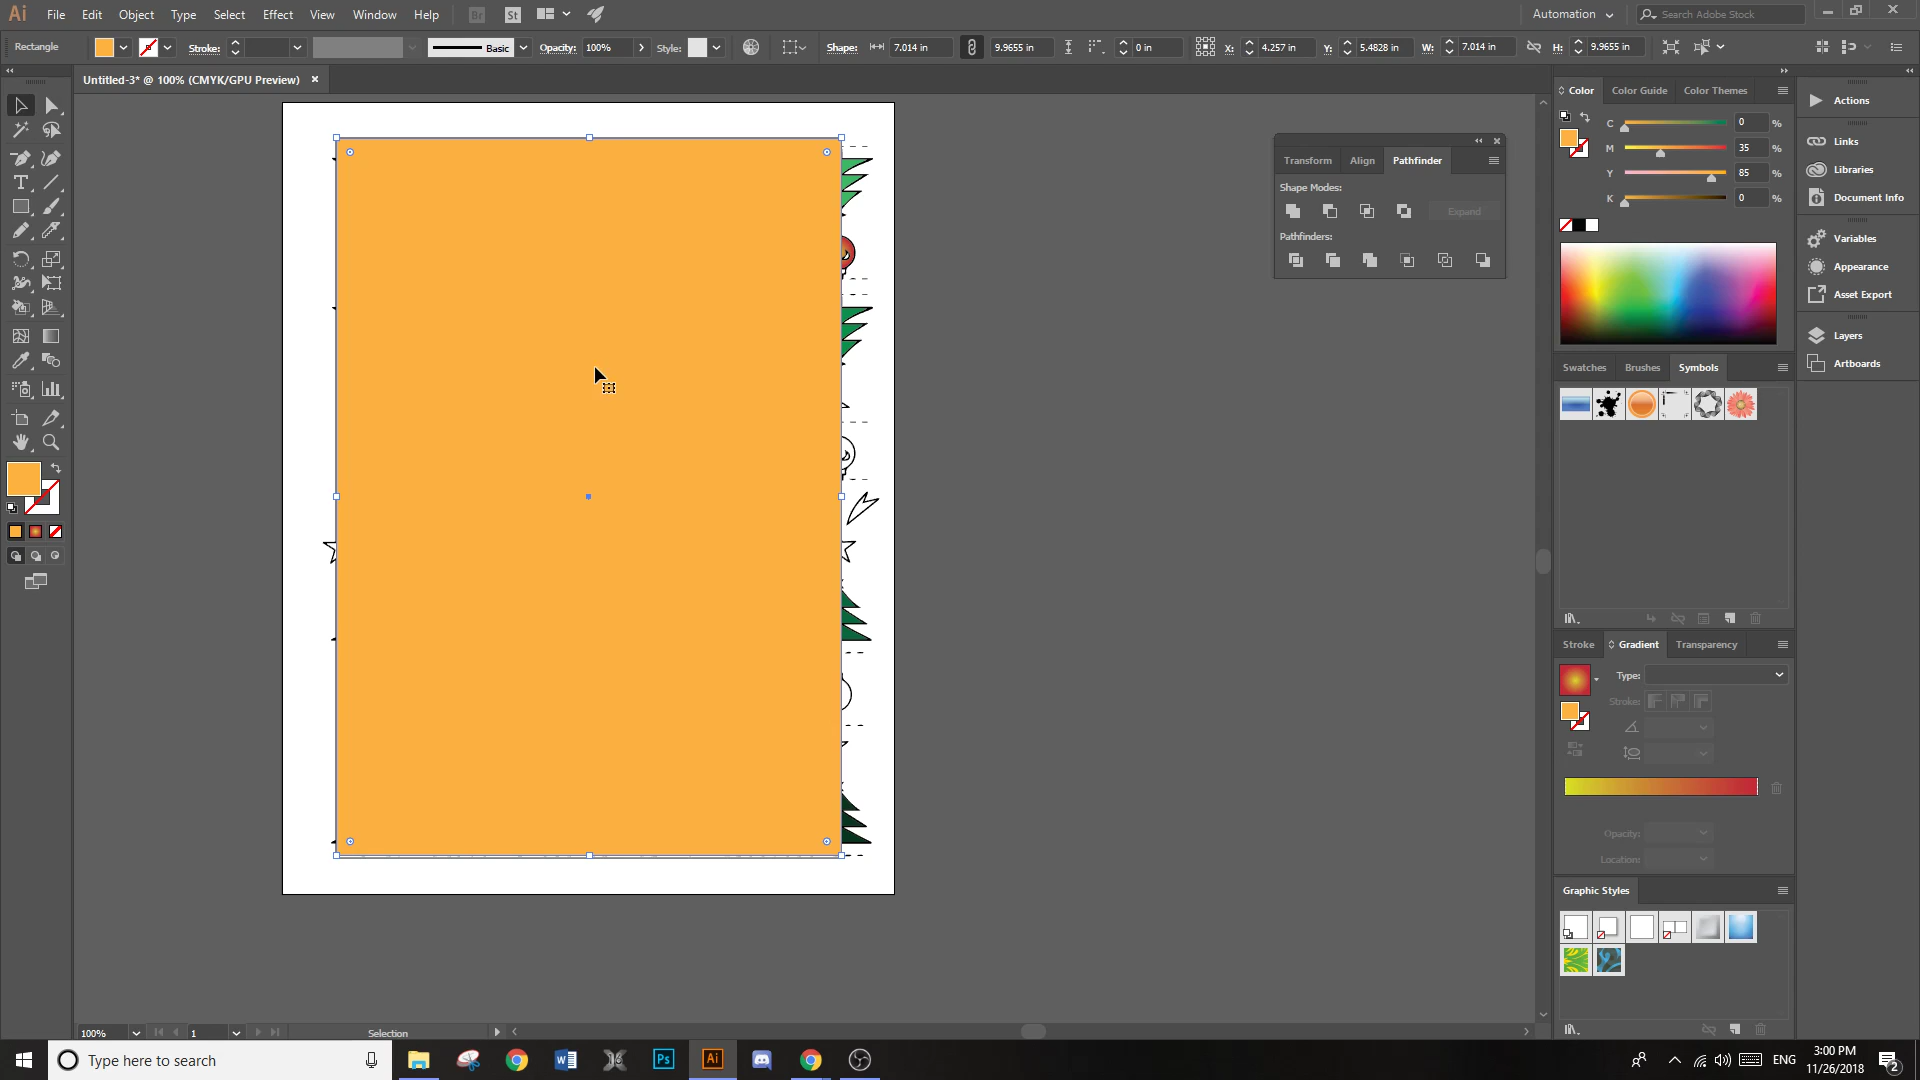 Ai File Edit Object Type Select Effect View Window Help Br St Automation Search Adobe Stock
Rectangle Stroke: Basic Opacity: 100% Style: Shape: 7.014 in 9.9655 in 0 in X: 4.257 in Y: 5.4828 in W: 7.014 in H: 9.9655 in
Untitled-3* @ 100% (CMYK/GPU Preview)
Transform Align Pathfinder
Shape Modes:
Expand
Pathfinders:
Color Color Guide Color Themes
C 0 %
M 35 %
Y 85 %
K 0 %
Swatches Brushes Symbols
Stroke Gradient Transparency
Type:
Stroke:
Opacity:
Location:
Graphic Styles
Actions
Links
Libraries
Document Info
Variables
Appearance
Asset Export
Layers
Artboards
100% 1 Selection
Type here to search Ps Ai ENG 3:00 PM
11/26/2018 2